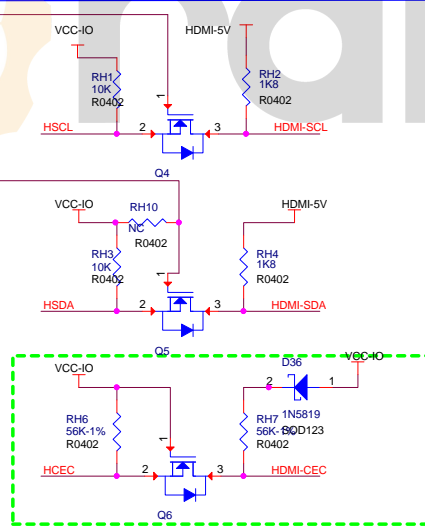 VCC-IO
HDMI-5V
RH1
10K
R0402
1
RH2
1K8
R0402
HSCL
2
3
HDMI-SCL
Q4
VCC-IO
RH10
NC
R0402
HDMI-5V
RH3
10K
R0402
1
RH4
1K8
R0402
HSDA
2
3
HDMI-SDA
Q5
VCC-IO
D36
2
1
VCC-IO
1N5819
SOD123
RH6
56K-1%
R0402
1
RH7
56K-1%
R0402
HCEC
2
3
HDMI-CEC
Q6